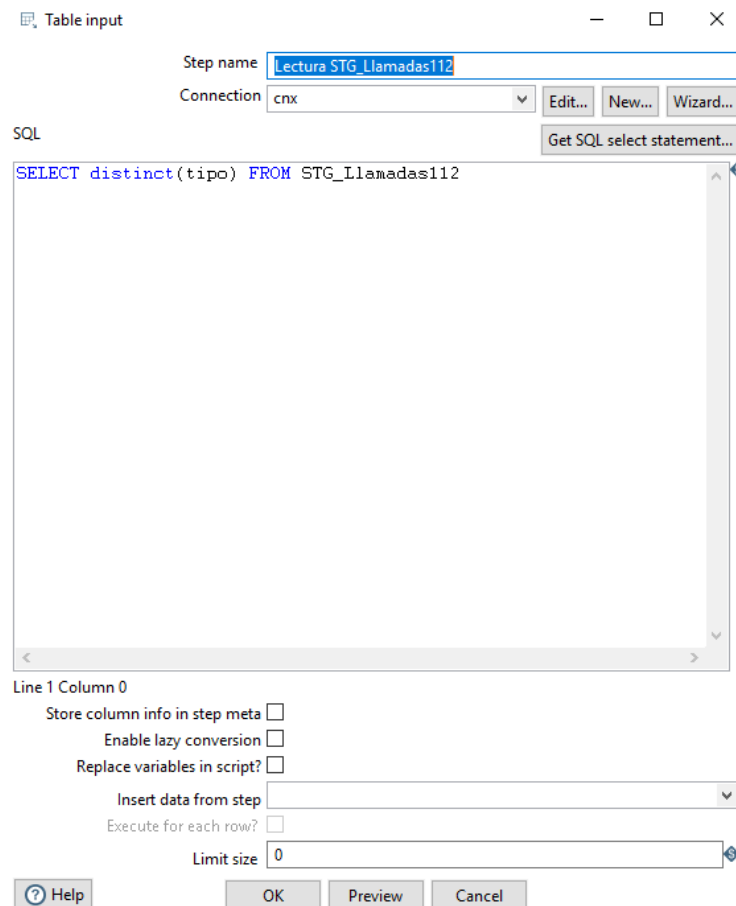 Table input
Step name Lectura STG_Llamadas112
Connection cnx Edit... New... Wizard...
SQL Get SQL select statement...
SELECT distinct(tipo) FROM STG_Llamadas112
Line 1 Column 0
Store column info in step meta
Enable lazy conversion
Replace variables in script?
Insert data from step
Execute for each row?
Limit size 0
Help OK Preview Cancel